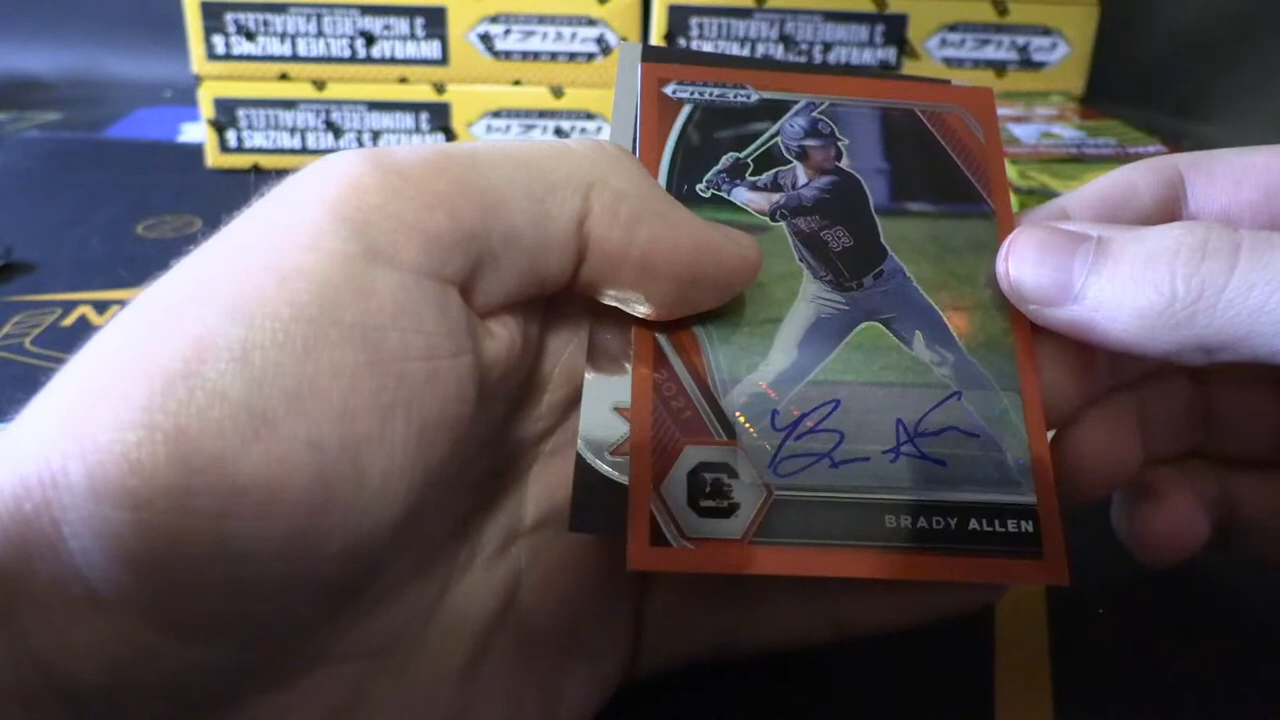 UNWRAP 5 SILVER PRIZMS &
3 NUMBERED PARALLELS
PRIZM
UNWRAP 5 SILVER PRIZMS &
3 NUMBERED PARALLELS
PRIZM
UNWRAP 5 SILVER PRIZMS &
3 NUMBERED PARALLELS
PRIZM
PRIZM
33
2021
C
BRADY ALLEN
N